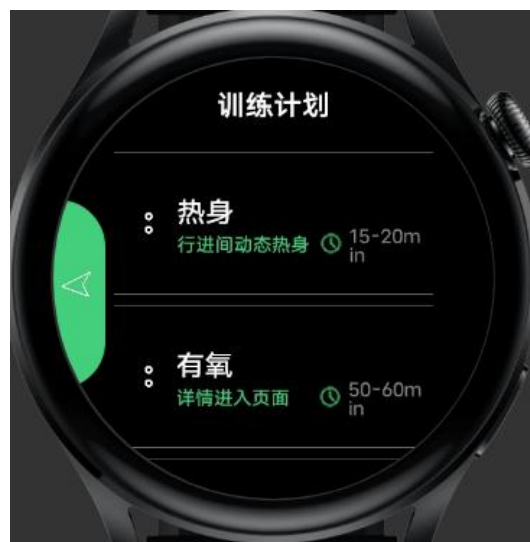 训练计划
热身
行进间动态热身 15-20m
in
有氧
详情进入页面 50-60m
in